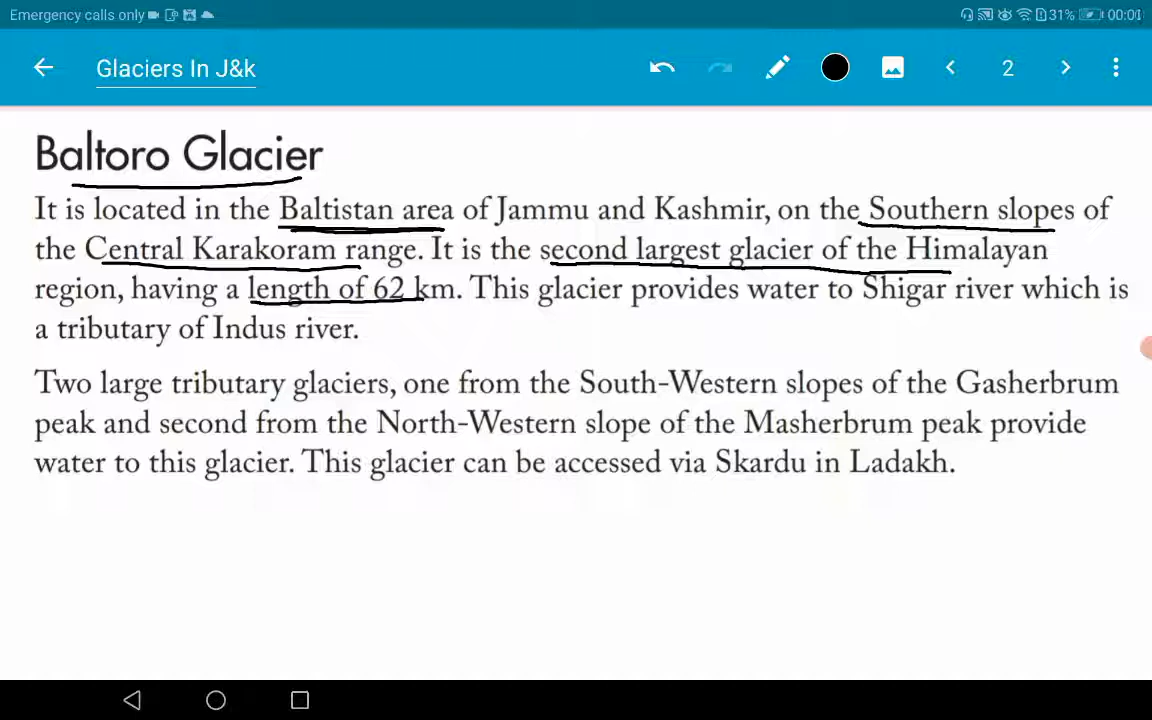 Emergency calls only 31% 00:01
Glaciers In J&k 2
Baltoro Glacier
It is located in the Baltistan area of Jammu and Kashmir, on the Southern slopes of
the Central Karakoram range. It is the second largest glacier of the Himalayan
region, having a length of 62 km. This glacier provides water to Shigar river which is
a tributary of Indus river.
Two large tributary glaciers, one from the South-Western slopes of the Gasherbrum
peak and second from the North-Western slope of the Masherbrum peak provide
water to this glacier. This glacier can be accessed via Skardu in Ladakh.